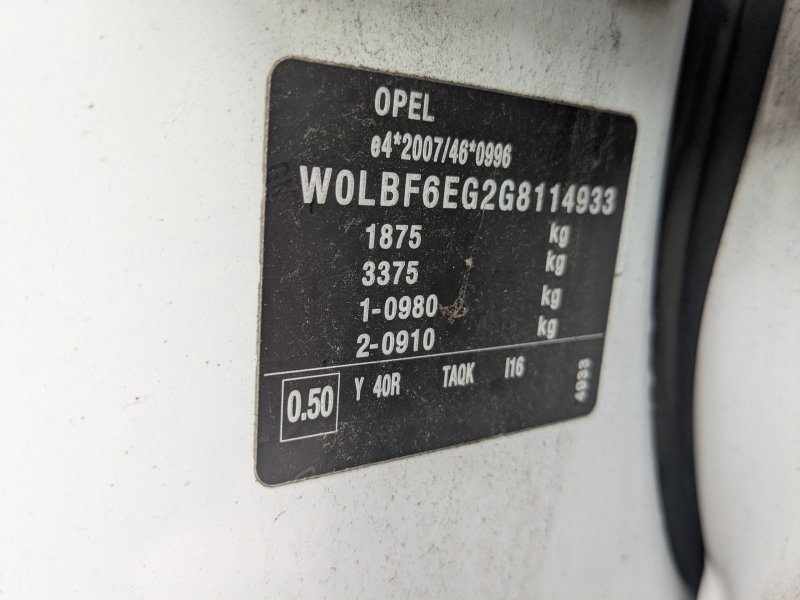 OPEL
e4*2007/46*0996
W0LBF6EG2G8114933
1875 kg
3375 kg
1-0980 kg
2-0910 kg
0.50 Y 40R TAQK I16 4933